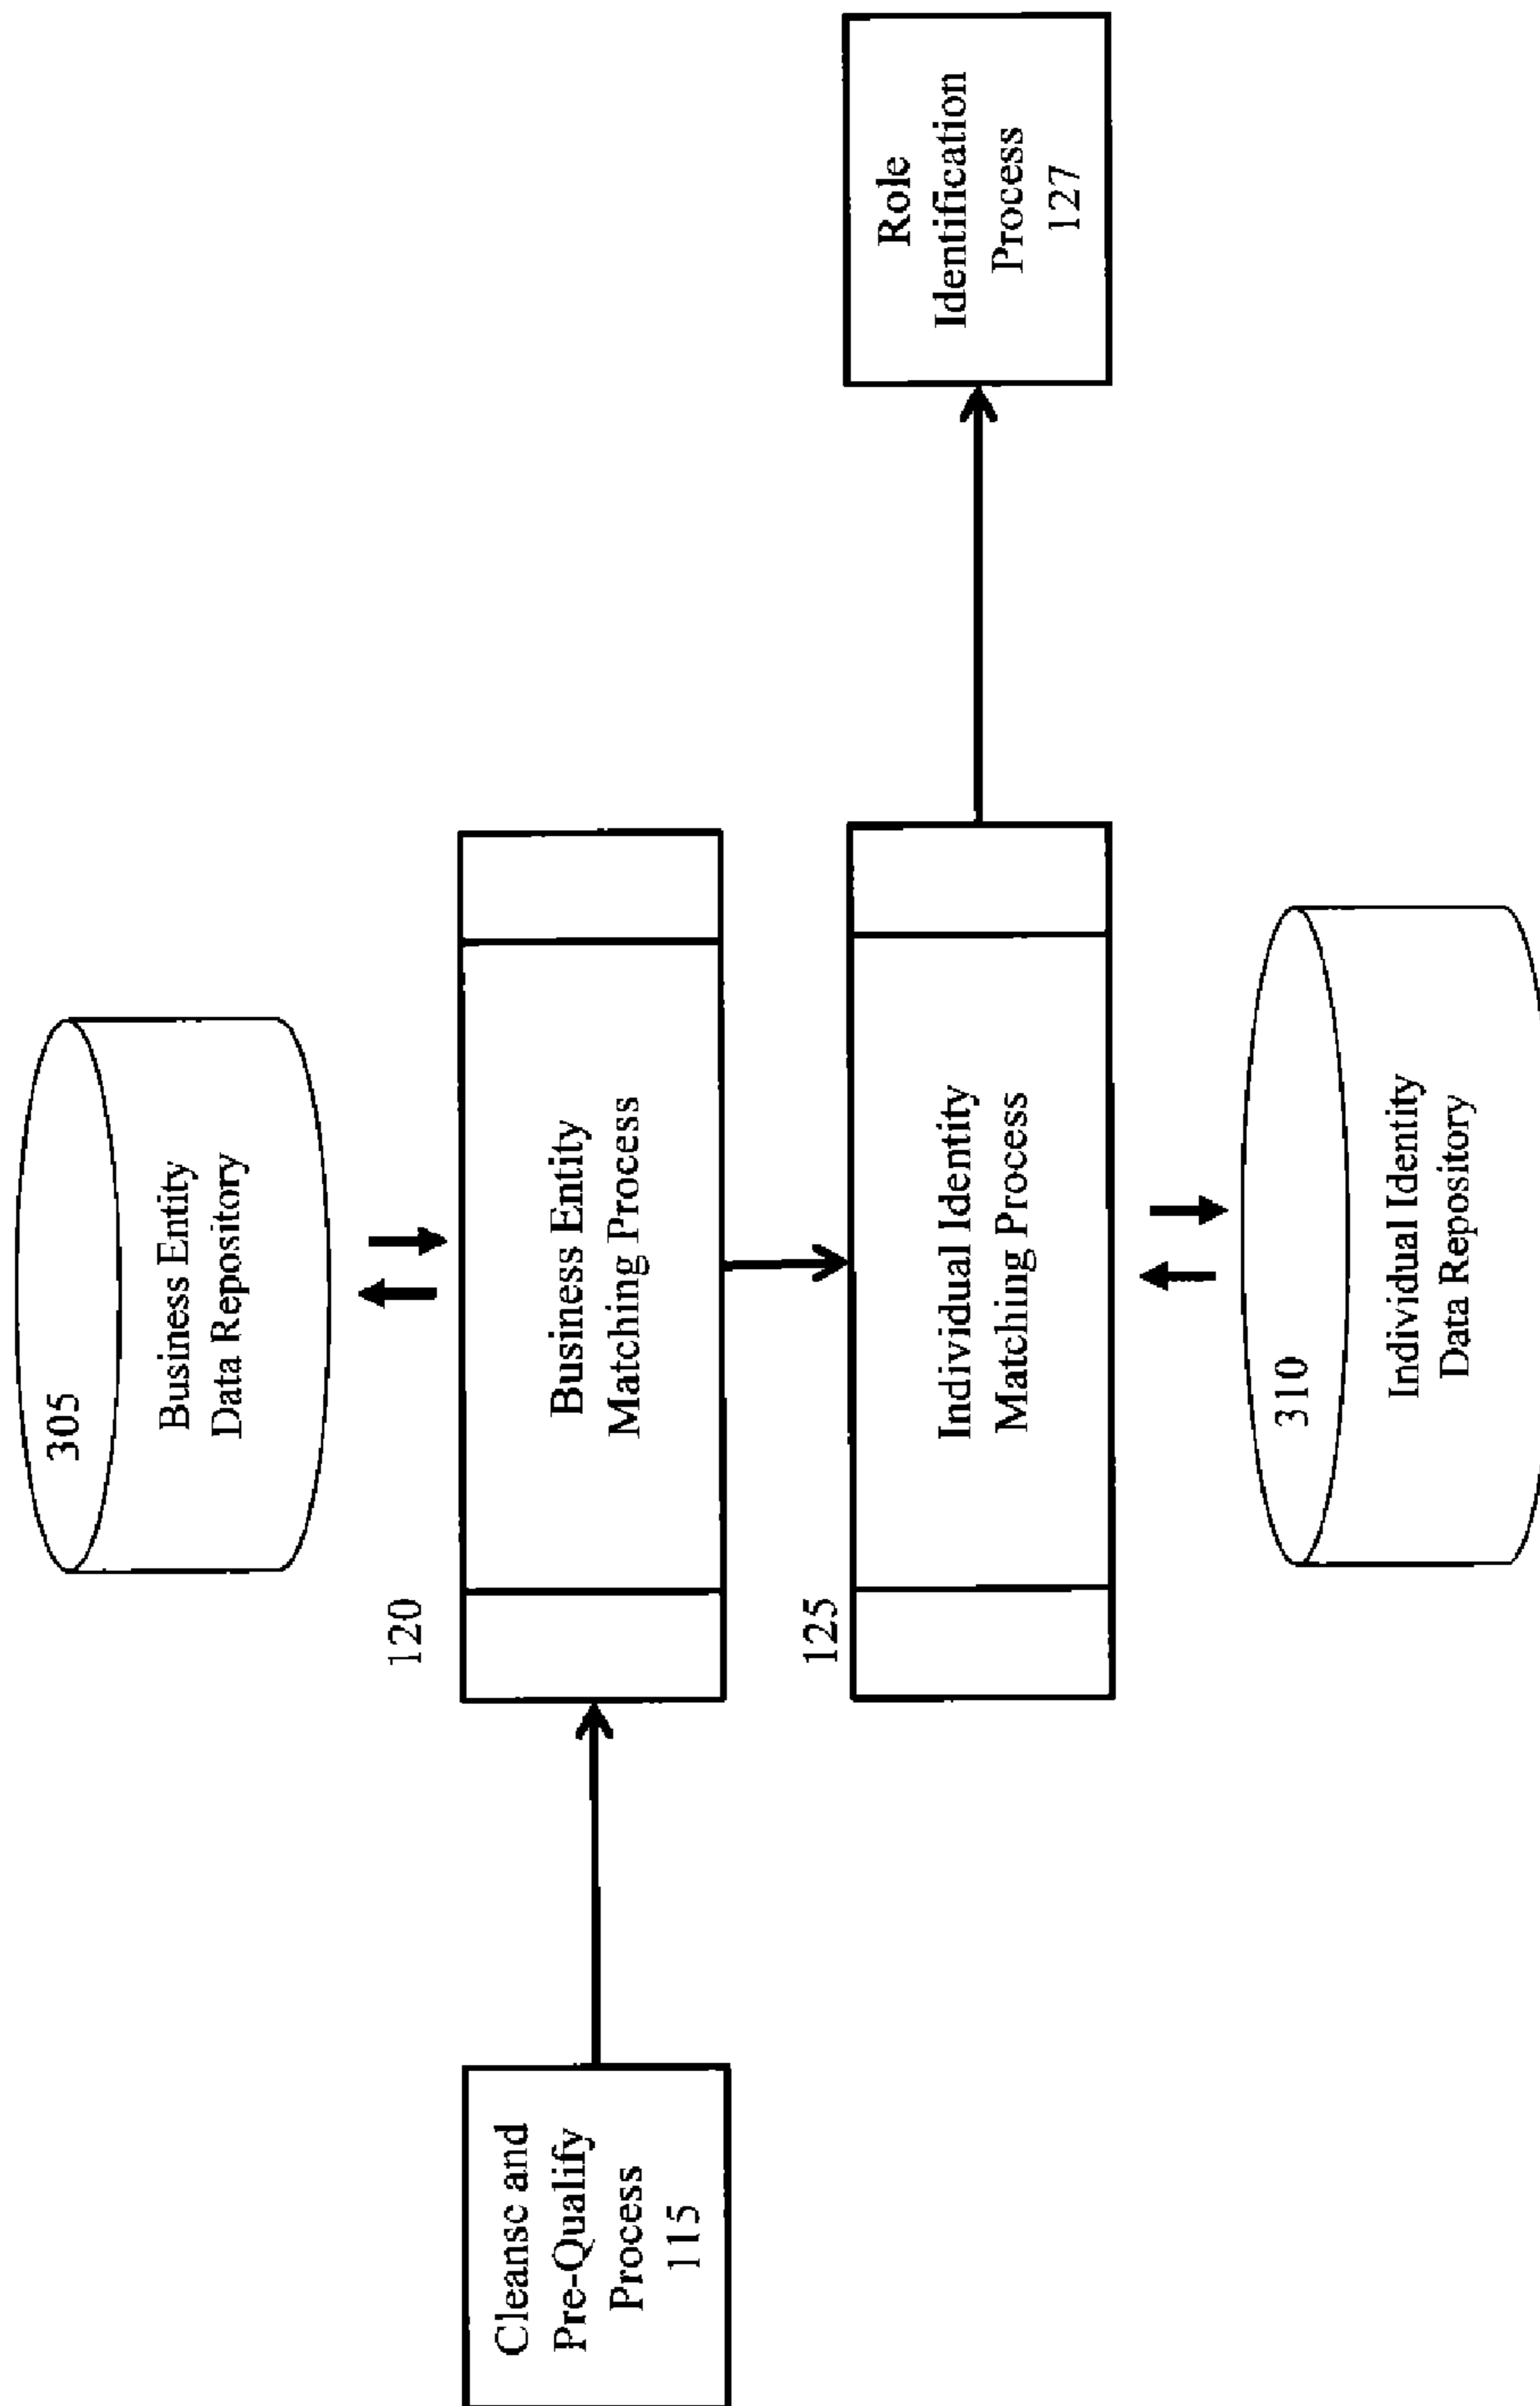 305
Business Entity
Data Repository
120
Business Entity
Matching Process
Cleanse and
Pre-Qualify
Process
115
125
Individual Identity
Matching Process
Role
Identification
Process
127
310
Individual Identity
Data Repository